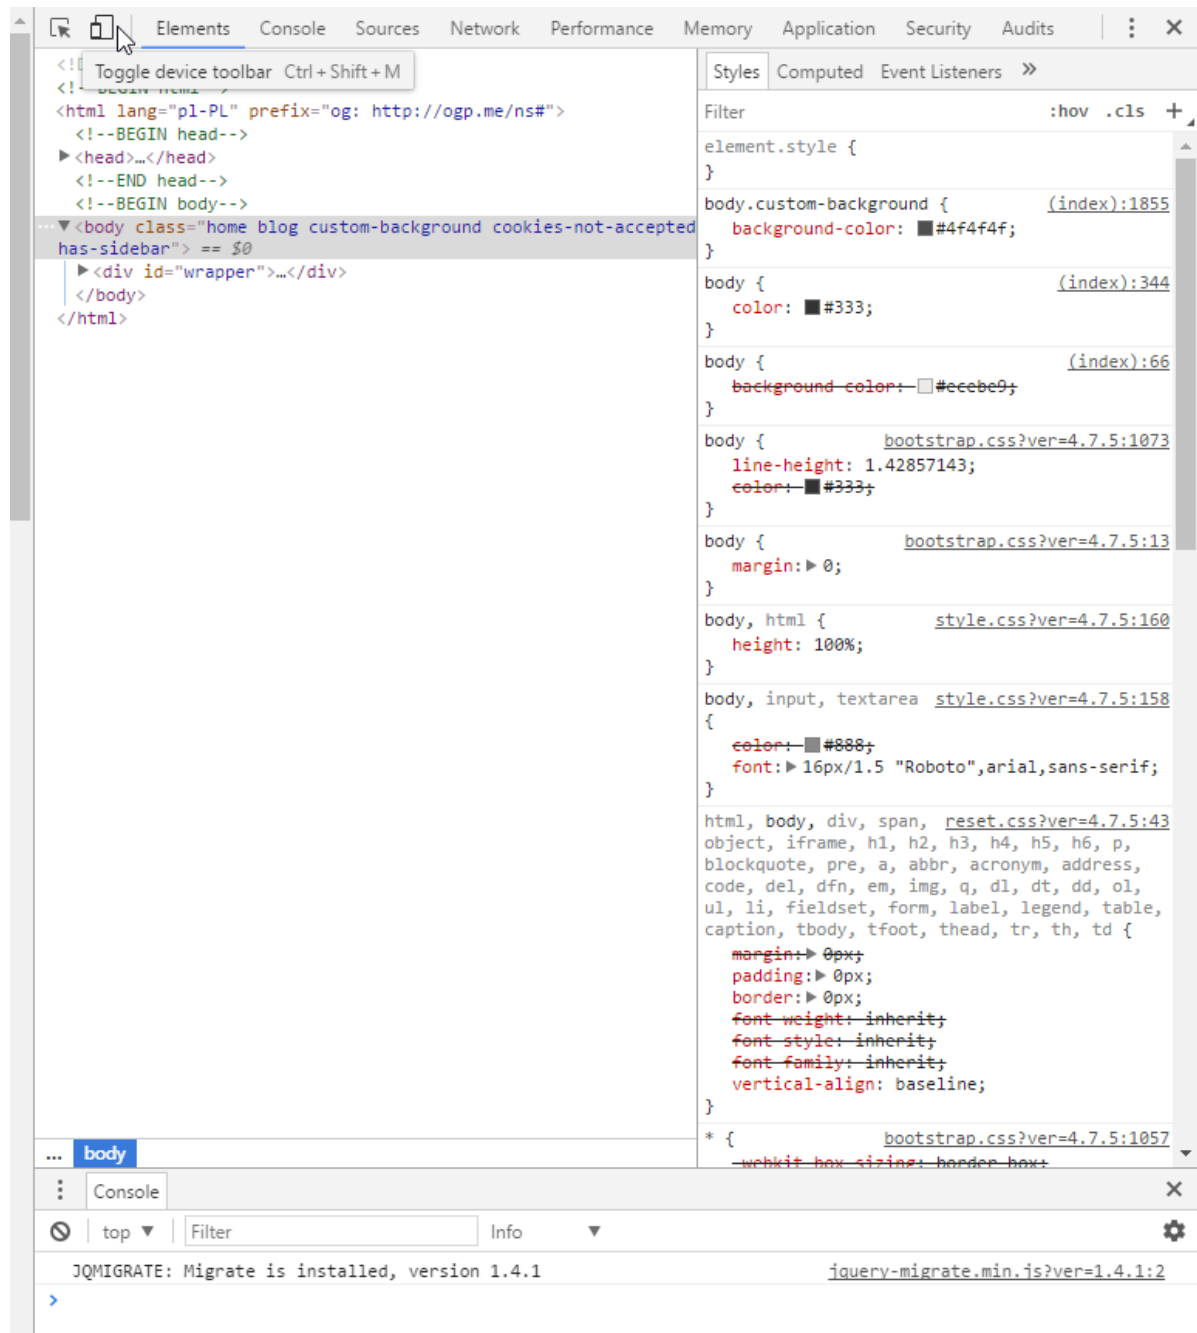 Elements Console Sources Network Performance Memory Application Security Audits
Toggle device toolbar Ctrl + Shift + M
<html lang="pl-PL" prefix="og: http://ogp.me/ns#">
<!--BEGIN head-->
<head>…</head>
<!--END head-->
<!--BEGIN body-->
<body class="home blog custom-background cookies-not-accepted
has-sidebar"> == $0
<div id="wrapper">…</div>
</body>
</html>
... body
Styles Computed Event Listeners »
Filter :hov .cls +
element.style {
}
body.custom-background { (index):1855
background-color: #4f4f4f;
}
body { (index):344
color: #333;
}
body { (index):66
background-color: #ecebe9;
}
body { bootstrap.css?ver=4.7.5:1073
line-height: 1.42857143;
color: #333;
}
body { bootstrap.css?ver=4.7.5:13
margin: 0;
}
body, html { style.css?ver=4.7.5:160
height: 100%;
}
body, input, textarea style.css?ver=4.7.5:158
{
color: #888;
font: 16px/1.5 "Roboto",arial,sans-serif;
}
html, body, div, span, reset.css?ver=4.7.5:43
object, iframe, h1, h2, h3, h4, h5, h6, p,
blockquote, pre, a, abbr, acronym, address,
code, del, dfn, em, img, q, dl, dt, dd, ol,
ul, li, fieldset, form, label, legend, table,
caption, tbody, tfoot, thead, tr, th, td {
margin: 0px;
padding: 0px;
border: 0px;
font-weight: inherit;
font-style: inherit;
font-family: inherit;
vertical-align: baseline;
}
* { bootstrap.css?ver=4.7.5:1057
-webkit-box-sizing: border-box;
Console
top Filter Info
JQMIGRATE: Migrate is installed, version 1.4.1 jquery-migrate.min.js?ver=1.4.1:2
>